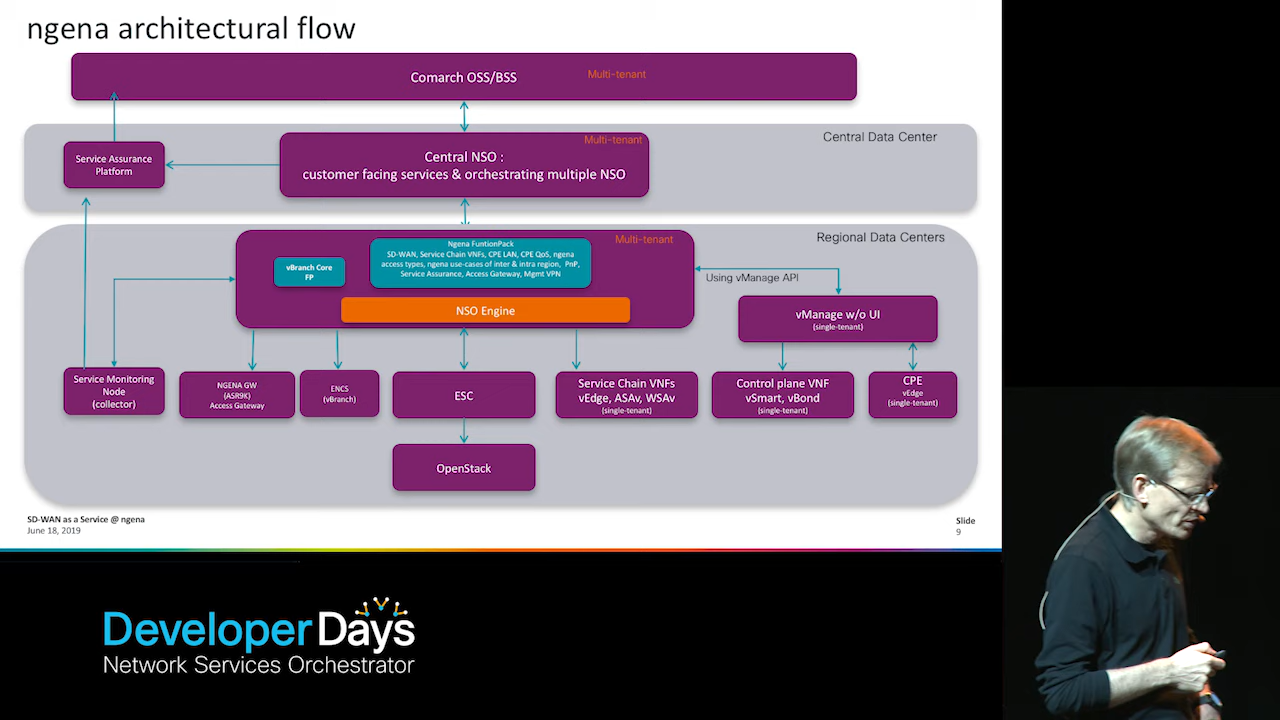 ngena architectural flow
Comarch OSS/BSS
Multi-tenant
Central Data Center
Service Assurance
Platform
Multi-tenant
Central NSO :
customer facing services & orchestrating multiple NSO
Regional Data Centers
Multi-tenant
vBranch Core
FP
Ngena FuntionPack
SD-WAN, Service Chain VNFs, CPE LAN, CPE QoS, ngena
access types, ngena use-cases of inter & intra region, PnP,
Service Assurance, Access Gateway, Mgmt VPN
NSO Engine
Using vManage API
vManage w/o UI
(single-tenant)
Service Monitoring
Node
(collector)
NGENA GW
(ASR9K)
Access Gateway
ENCS
(vBranch)
ESC
Service Chain VNFs
vEdge, ASAv, WSAv
(single-tenant)
Control plane VNF
vSmart, vBond
(single-tenant)
CPE
vEdge
(single-tenant)
OpenStack
SD-WAN as a Service @ ngena
June 18, 2019
Slide
9
DeveloperDays
Network Services Orchestrator